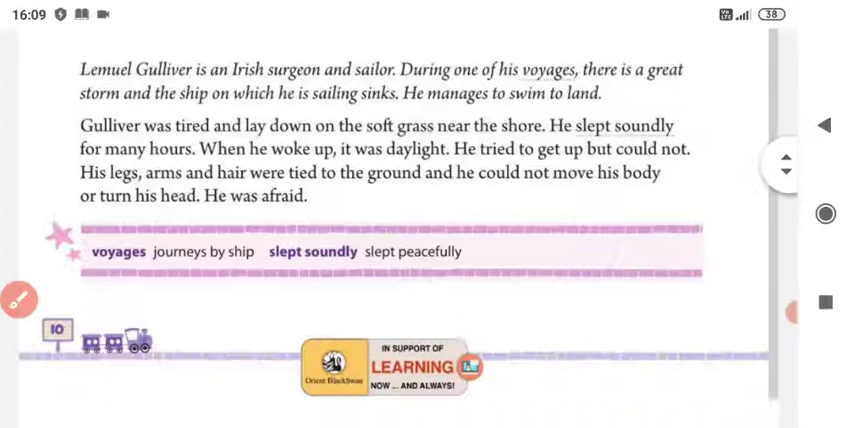 16:09
Vo LTE 38
Lemuel Gulliver is an Irish surgeon and sailor. During one of his voyages, there is a great
storm and the ship on which he is sailing sinks. He manages to swim to land.
Gulliver was tired and lay down on the soft grass near the shore. He slept soundly
for many hours. When he woke up, it was daylight. He tried to get up but could not.
His legs, arms and hair were tied to the ground and he could not move his body
or turn his head. He was afraid.
voyages journeys by ship slept soundly slept peacefully
10
IN SUPPORT OF
LEARNING
Orient BlackSwan
NOW ... AND ALWAYS!